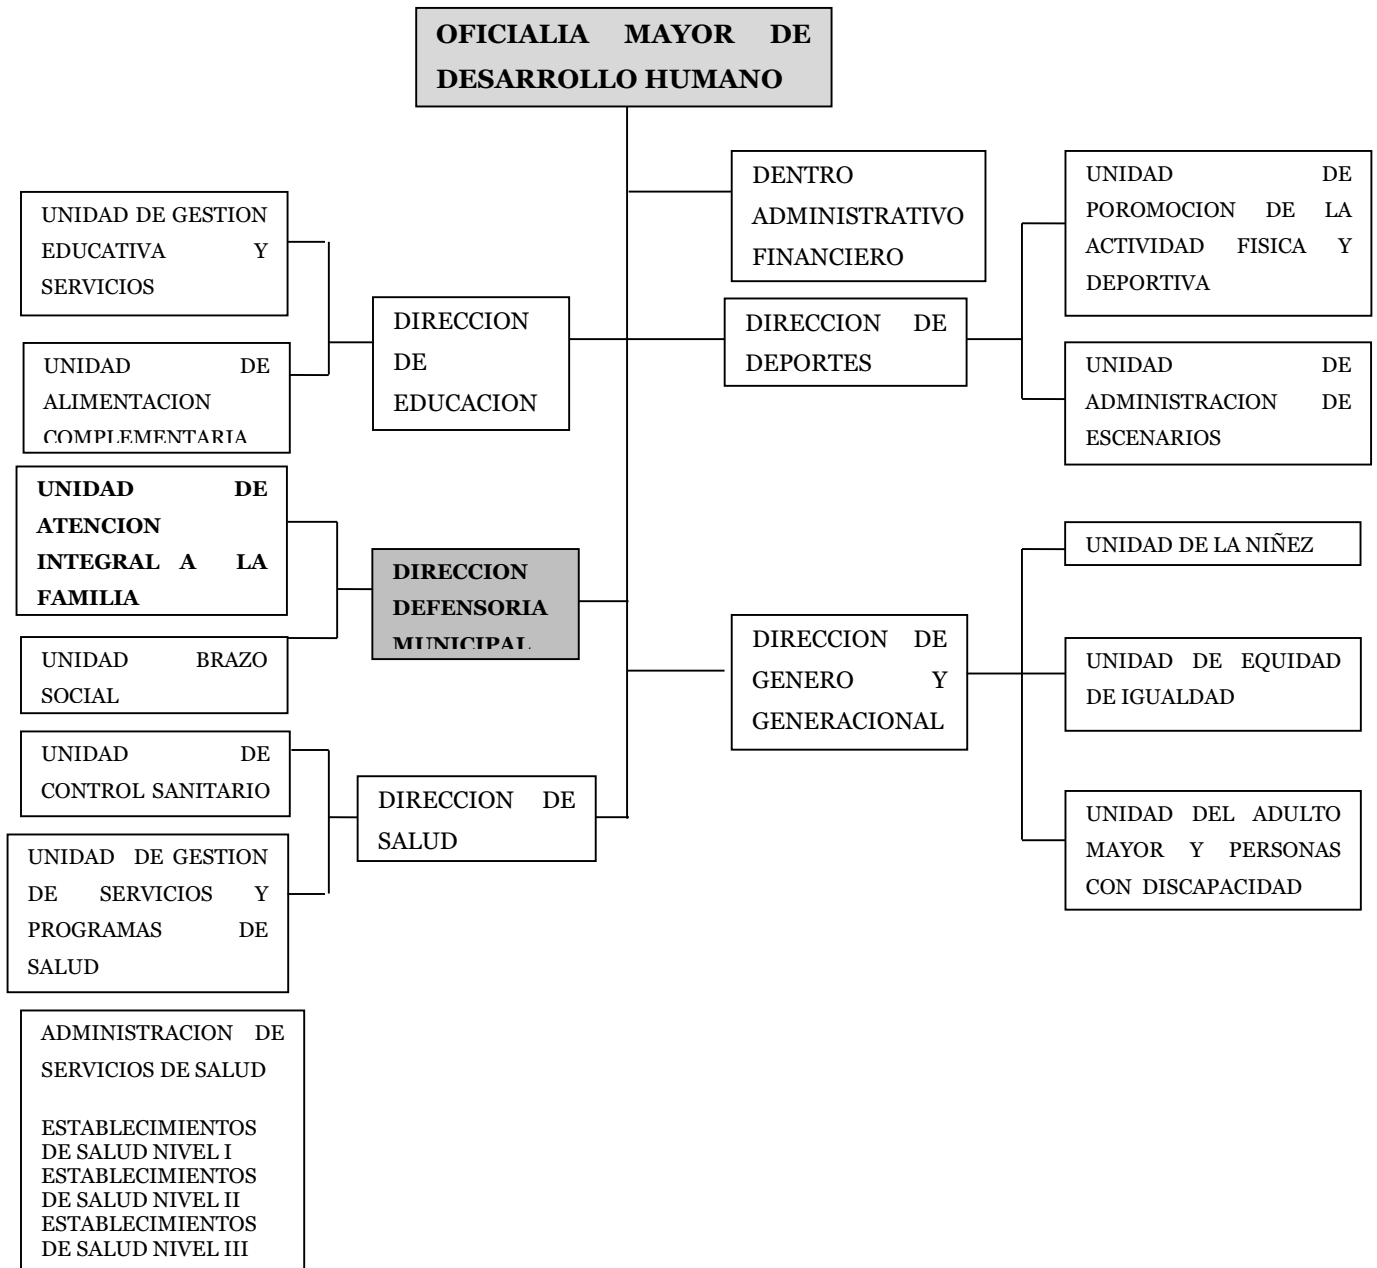 OFICIALIA MAYOR DE
DESARROLLO HUMANO
DENTRO
ADMINISTRATIVO
FINANCIERO
UNIDAD DE
POROMOCION DE LA
ACTIVIDAD FISICA Y
DEPORTIVA
UNIDAD DE GESTION
EDUCATIVA Y
SERVICIOS
DIRECCION
DE
EDUCACION
DIRECCION DE
DEPORTES
UNIDAD DE
ALIMENTACION
COMPLEMENTARIA
UNIDAD DE
ADMINISTRACION DE
ESCENARIOS
UNIDAD DE
ATENCION
INTEGRAL A LA
FAMILIA
DIRECCION
DEFENSORIA
MUNICIPAL
UNIDAD DE LA NIÑEZ
UNIDAD BRAZO
SOCIAL
DIRECCION DE
GENERO Y
GENERACIONAL
UNIDAD DE EQUIDAD
DE IGUALDAD
UNIDAD DE
CONTROL SANITARIO
DIRECCION DE
SALUD
UNIDAD DEL ADULTO
MAYOR Y PERSONAS
CON DISCAPACIDAD
UNIDAD DE GESTION
DE SERVICIOS Y
PROGRAMAS DE
SALUD
ADMINISTRACION DE
SERVICIOS DE SALUD
ESTABLECIMIENTOS
DE SALUD NIVEL I
ESTABLECIMIENTOS
DE SALUD NIVEL II
ESTABLECIMIENTOS
DE SALUD NIVEL III